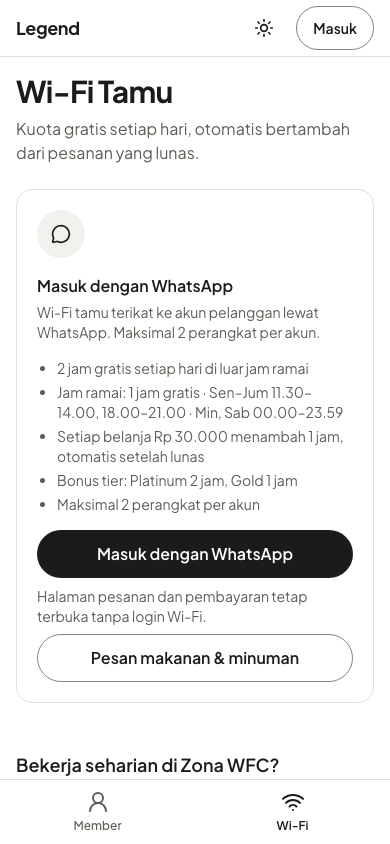 Legend
Masuk
Wi-Fi Tamu
Kuota gratis setiap hari, otomatis bertambah
dari pesanan yang lunas.
Masuk dengan WhatsApp
Wi-Fi tamu terikat ke akun pelanggan lewat
WhatsApp. Maksimal 2 perangkat per akun.
• 2 jam gratis setiap hari di luar jam ramai
• Jam ramai: 1 jam gratis · Sen–Jum 11.30–
14.00, 18.00–21.00 · Min, Sab 00.00–23.59
• Setiap belanja Rp 30.000 menambah 1 jam,
otomatis setelah lunas
• Bonus tier: Platinum 2 jam, Gold 1 jam
• Maksimal 2 perangkat per akun
Masuk dengan WhatsApp
Halaman pesanan dan pembayaran tetap
terbuka tanpa login Wi-Fi.
Pesan makanan & minuman
Bekerja seharian di Zona WFC?
Member
Wi-Fi